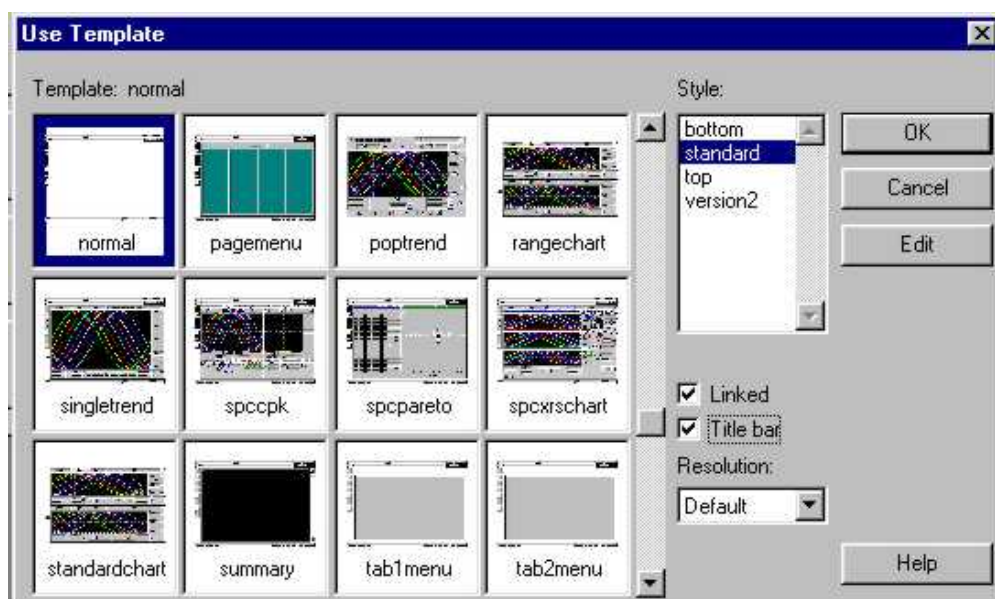 Use Template
Template: normal
Style:
normal
pagemenu
poptrend
rangechart
singletrend
spccpk
spcpareto
spcxrschart
standardchart
summary
tab1menu
tab2menu
bottom
standard
top
version2
OK
Cancel
Edit
Linked
Title bar
Resolution:
Default
Help